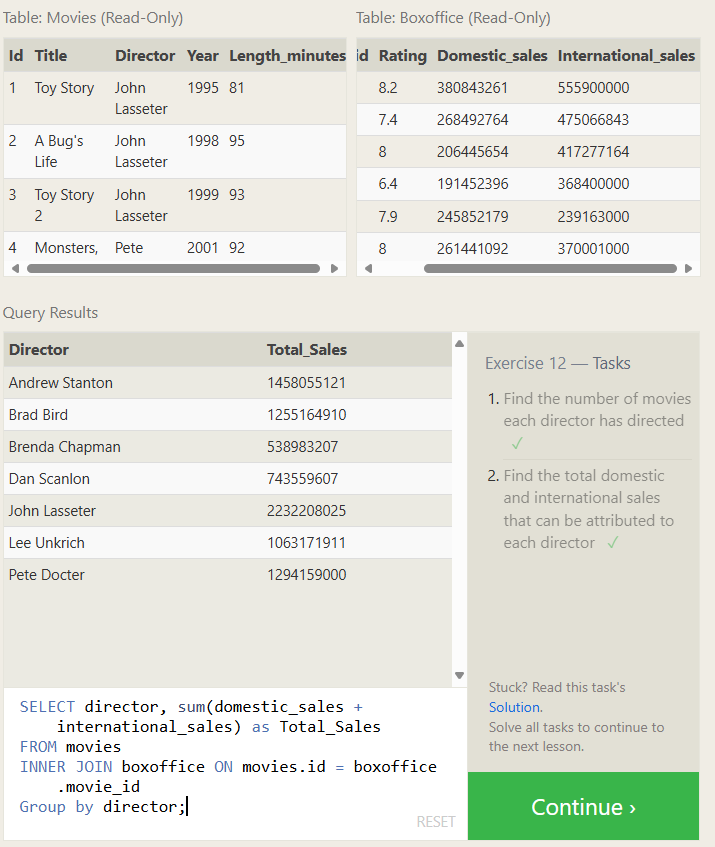 Table: Movies (Read-Only)
Id Title Director Year Length_minutes
1 Toy Story John Lasseter 1995 81
2 A Bug's Life John Lasseter 1998 95
3 Toy Story 2 John Lasseter 1999 93
4 Monsters, Pete 2001 92
Table: Boxoffice (Read-Only)
id Rating Domestic_sales International_sales
8.2 380843261 555900000
7.4 268492764 475066843
8 206445654 417277164
6.4 191452396 368400000
7.9 245852179 239163000
8 261441092 370001000
Query Results
Director Total_Sales
Andrew Stanton 1458055121
Brad Bird 1255164910
Brenda Chapman 538983207
Dan Scanlon 743559607
John Lasseter 2232208025
Lee Unkrich 1063171911
Pete Docter 1294159000
SELECT director, sum(domestic_sales +
international_sales) as Total_Sales
FROM movies
INNER JOIN boxoffice ON movies.id = boxoffice
.movie_id
Group by director;
RESET
Exercise 12 — Tasks
1. Find the number of movies
each director has directed
✓
2. Find the total domestic
and international sales
that can be attributed to
each director ✓
Stuck? Read this task's
Solution.
Solve all tasks to continue to
the next lesson.
Continue ›